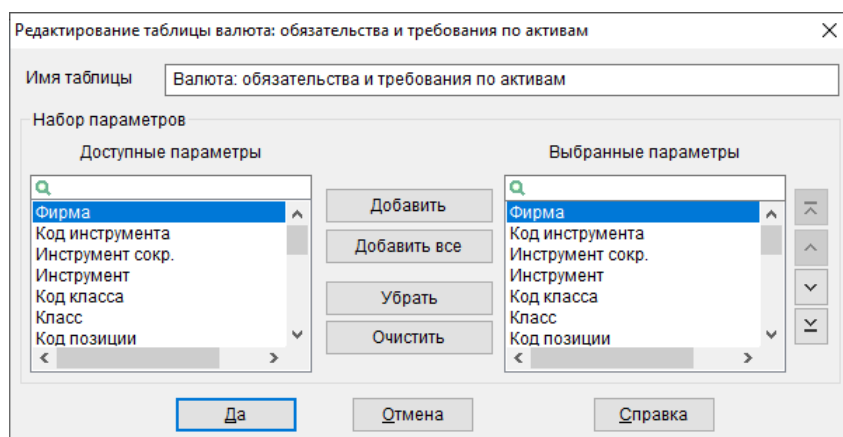 Редактирование таблицы валюта: обязательства и требования по активам
Имя таблицы
Валюта: обязательства и требования по активам
Набор параметров
Доступные параметры
Фирма
Код инструмента
Инструмент сокр.
Инструмент
Код класса
Класс
Код позиции
Добавить
Добавить все
Убрать
Очистить
Выбранные параметры
Фирма
Код инструмента
Инструмент сокр.
Инструмент
Код класса
Класс
Код позиции
Да
Отмена
Справка